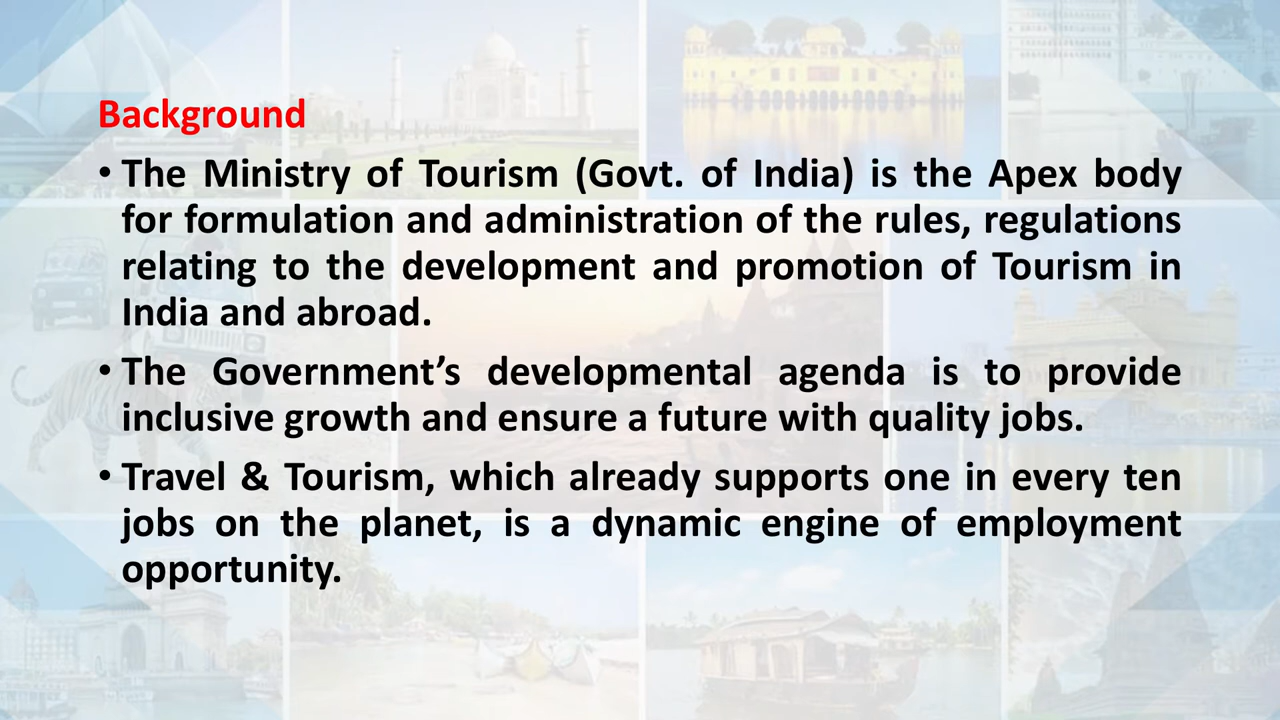 Background
• The Ministry of Tourism (Govt. of India) is the Apex body
for formulation and administration of the rules, regulations
relating to the development and promotion of Tourism in
India and abroad.
• The Government’s developmental agenda is to provide
inclusive growth and ensure a future with quality jobs.
• Travel & Tourism, which already supports one in every ten
jobs on the planet, is a dynamic engine of employment
opportunity.